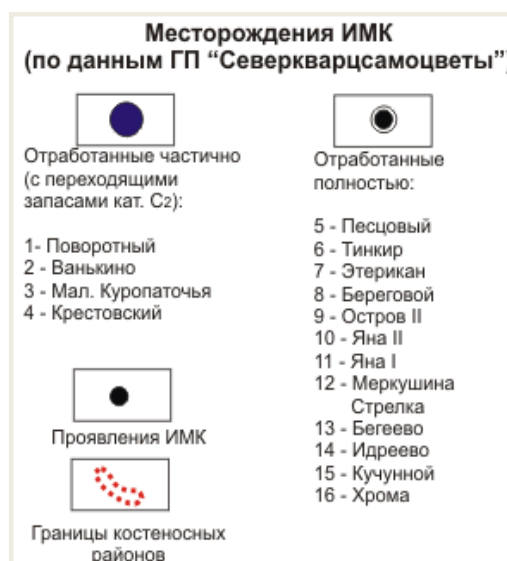 Месторождения ИМК
(по данным ГП “Северкварцсамоцветы”)
Отработанные частично
(с переходящими
запасами кат. С2):
1- Поворотный
2 - Ванькино
3 - Мал. Куропаточья
4 - Крестовский
Проявления ИМК
Границы костеносных
районов
Отработанные
полностью:
5 - Песцовый
6 - Тинкир
7 - Этерикан
8 - Береговой
9 - Остров II
10 - Яна II
11 - Яна I
12 - Меркушина
Стрелка
13 - Бегеево
14 - Идреево
15 - Кучунной
16 - Хрома